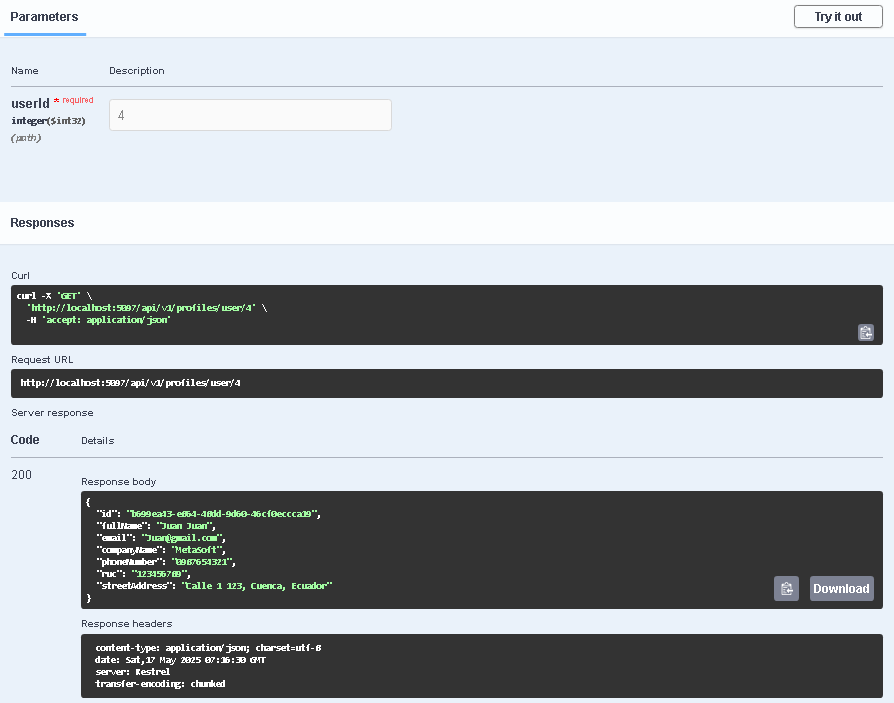 Parameters
Try it out
Name Description
userId * required
integer($int32)
(path)
4
Responses
Curl
curl -X 'GET' \
'http://localhost:5097/api/v1/profiles/user/4' \
-H 'accept: application/json'
Request URL
http://localhost:5097/api/v1/profiles/user/4
Server response
Code Details
200
Response body
{
"id": "b699ea43-e864-40dd-9d60-46cf0eccca39",
"fullName": "Juan Juan",
"email": "Juan@gmail.com",
"companyName": "MetaSoft",
"phoneNumber": "0987654321",
"ruc": "123456789",
"streetAddress": "Calle 1 123, Cuenca, Ecuador"
}
Download
Response headers
content-type: application/json; charset=utf-8
date: Sat,17 May 2025 07:16:30 GMT
server: Kestrel
transfer-encoding: chunked